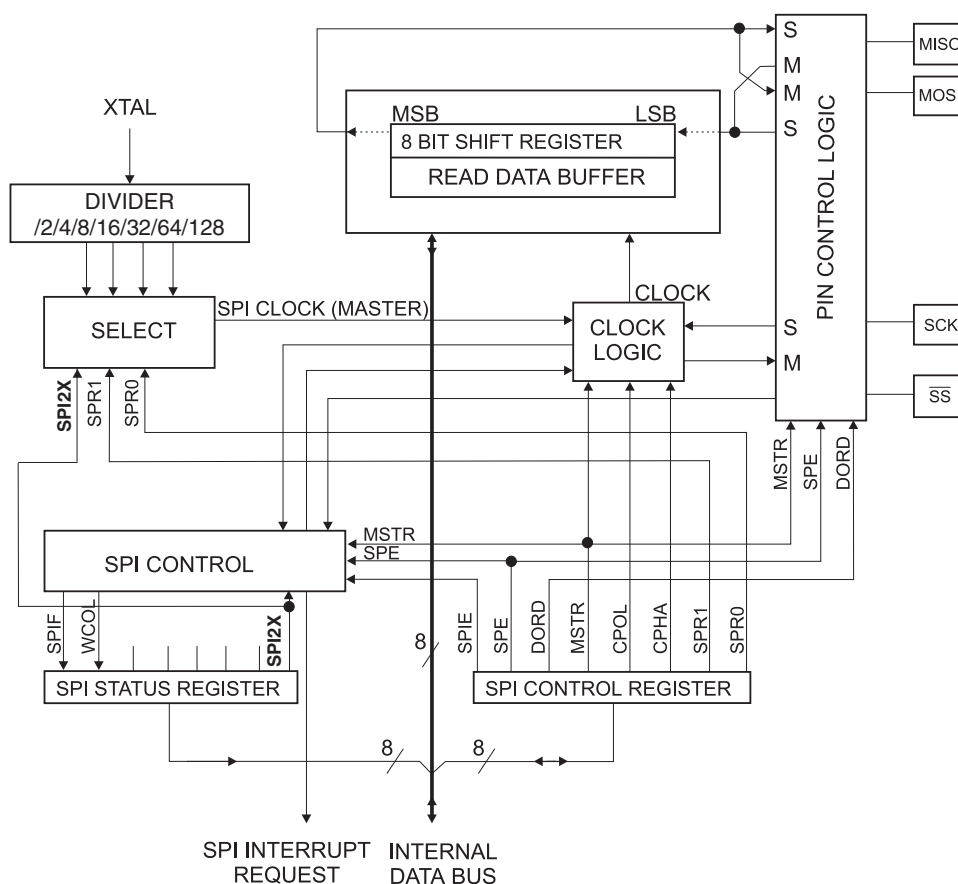 S
MISO
M
MOS
M
S
XTAL
MSB
LSB
8 BIT SHIFT REGISTER
READ DATA BUFFER
DIVIDER
/2/4/8/16/32/64/128
PIN CONTROL LOGIC
SPI CLOCK (MASTER)
CLOCK
SELECT
CLOCK
LOGIC
S
M
SCK
SS
SPI2X
SPR1
SPR0
MSTR
SPE
DORD
MSTR
SPE
SPI CONTROL
SPIF
WCOL
SPI2X
8
SPIE
SPE
DORD
MSTR
CPOL
CPHA
SPR1
SPR0
SPI STATUS REGISTER
SPI CONTROL REGISTER
8
8
SPI INTERRUPT
REQUEST
INTERNAL
DATA BUS